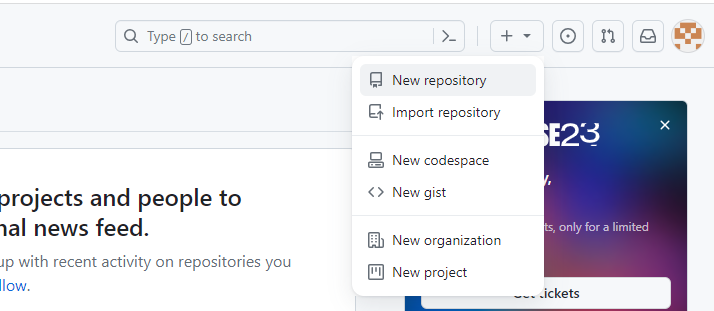 Type / to search
New repository
Import repository
New codespace
New gist
New organization
New project
projects and people to
nal news feed.
up with recent activity on repositories you
llow.
SE23
y,
ts, only for a limited
Get tickets